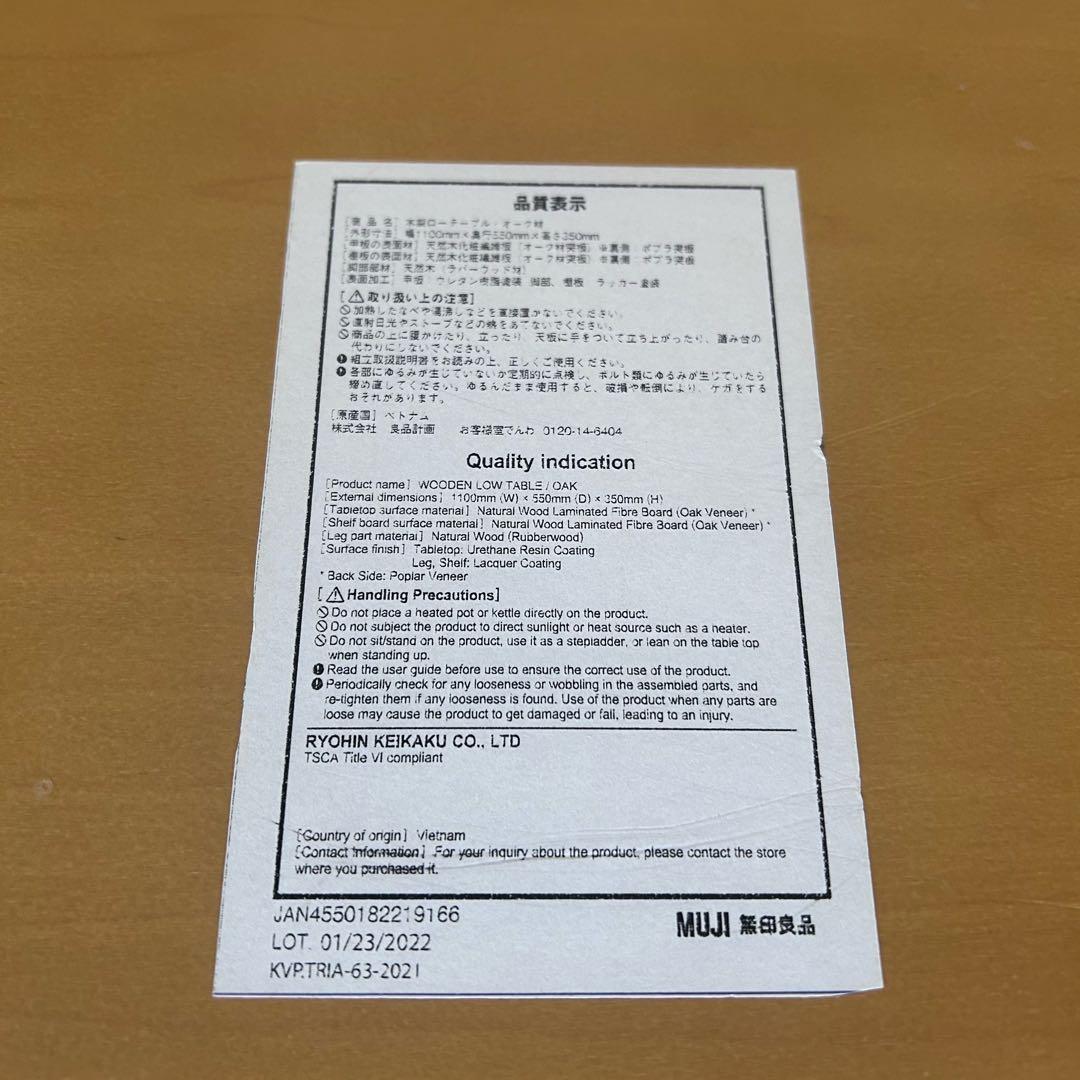 品質表示
[商品名] 木製ローテーブル・オーク材
[外形寸法] 幅1100mm×奥行550mm×高さ350mm
[甲板の表面材] 天然木化粧繊維板(オーク材突板) ※裏側:ポプラ突板
[棚板の表面材] 天然木化粧繊維板(オーク材突板) ※裏側:ポプラ突板
[脚部部材] 天然木(ラバーウッド材)
[表面加工] 甲板:ウレタン樹脂塗装 脚部、棚板 ラッカー塗装
[⚠取り扱い上の注意]
加熱したなべや湯沸しなどを直接置かないでください。
直射日光やストーブなどの熱をあてないでください。
商品の上に腰かけたり、立ったり、天板に手をついて立ち上がったり、踏み台の
代わりにしないでください。
組立取扱説明書をお読みの上、正しくご使用ください。
各部にゆるみが生じていないか定期的に点検し、ボルト類にゆるみが生じていたら
締め直してください。ゆるんだまま使用すると、破損や転倒により、ケガをする
おそれがあります。
[原産国] ベトナム
株式会社 良品計画 お客様室でんわ 0120-14-6404
Quality indication
[Product name] WOODEN LOW TABLE / OAK
[External dimensions] 1100mm (W) × 550mm (D) × 350mm (H)
[Tabletop surface material] Natural Wood Laminated Fibre Board (Oak Veneer) *
[Shelf board surface material] Natural Wood Laminated Fibre Board (Oak Veneer) *
[Leg part material] Natural Wood (Rubberwood)
[Surface finish] Tabletop: Urethane Resin Coating
Leg, Shelf: Lacquer Coating
* Back Side: Poplar Veneer
[⚠Handling Precautions]
Do not place a heated pot or kettle directly on the product.
Do not subject the product to direct sunlight or heat source such as a heater.
Do not sit/stand on the product, use it as a stepladder, or lean on the table top
when standing up.
Read the user guide before use to ensure the correct use of the product.
Periodically check for any looseness or wobbling in the assembled parts, and
re-tighten them if any looseness is found. Use of the product when any parts are
loose may cause the product to get damaged or fall, leading to an injury.
RYOHIN KEIKAKU CO., LTD
TSCA Title VI compliant
[Country of origin] Vietnam
[Contact Information] For your inquiry about the product, please contact the store
where you purchased it.
JAN4550182219166
LOT. 01/23/2022
KVP.TRIA-63-2021
MUJI 無印良品